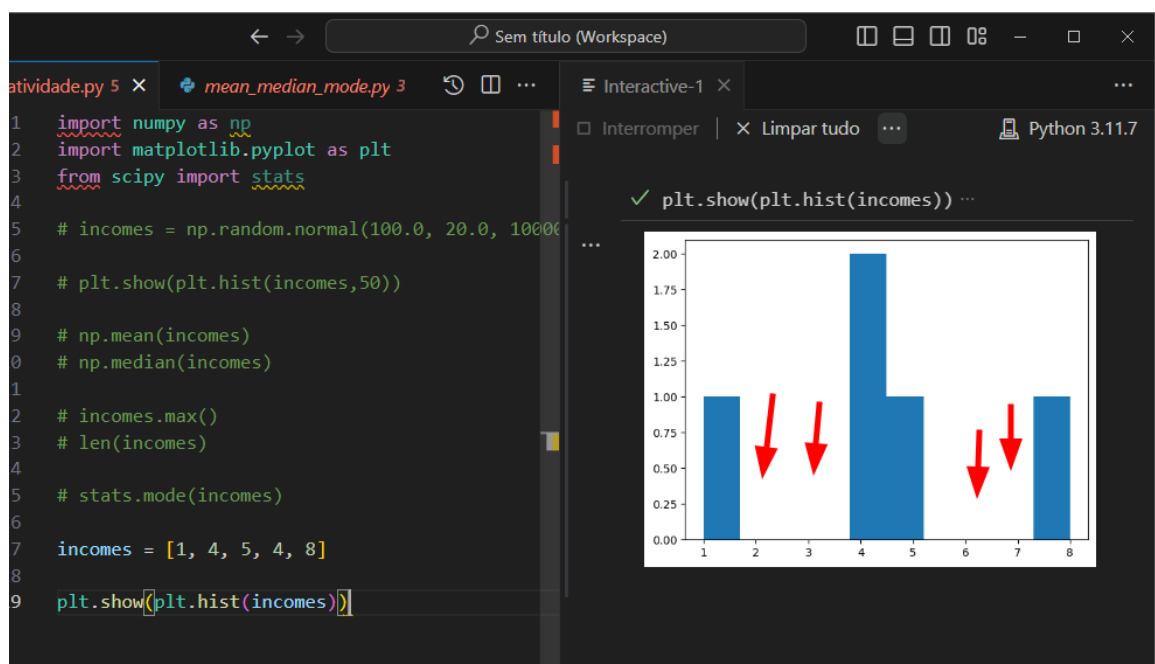 Sem título (Workspace)
atividade.py 5
mean_median_mode.py 3
Interactive-1
Interromper
Limpar tudo
Python 3.11.7
1 import numpy as np
2 import matplotlib.pyplot as plt
3 from scipy import stats
4
5 # incomes = np.random.normal(100.0, 20.0, 10000
6
7 # plt.show(plt.hist(incomes,50))
8
9 # np.mean(incomes)
0 # np.median(incomes)
1
2 # incomes.max()
3 # len(incomes)
4
5 # stats.mode(incomes)
6
7 incomes = [1, 4, 5, 4, 8]
8
9 plt.show(plt.hist(incomes))
plt.show(plt.hist(incomes)) ···
2.00
1.75
1.50
1.25
1.00
0.75
0.50
0.25
0.00
1 2 3 4 5 6 7 8